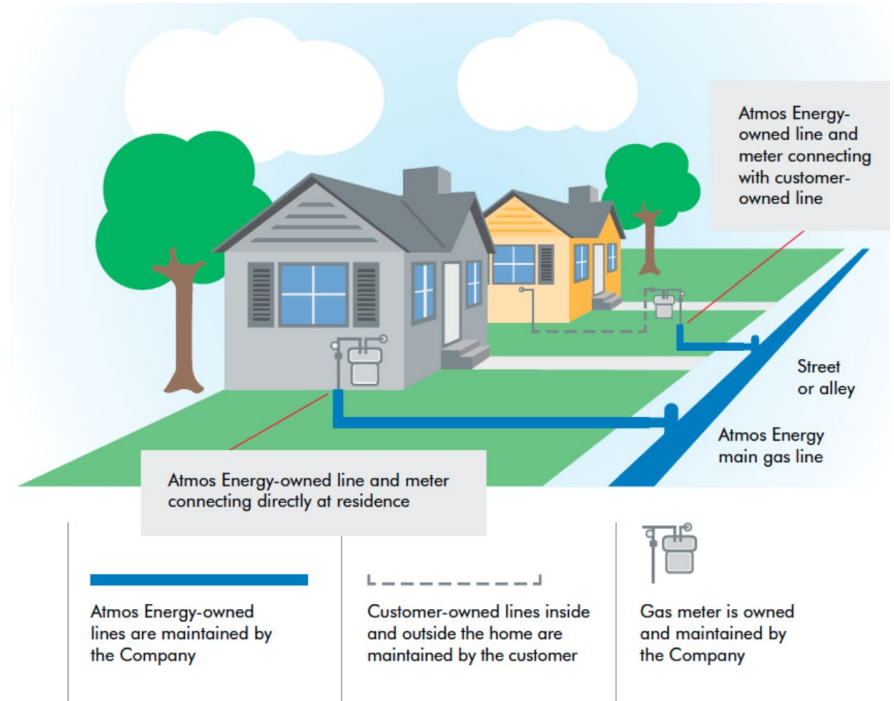 Atmos Energy-
owned line and
meter connecting
with customer-
owned line
Street
or alley
Atmos Energy
main gas line
Atmos Energy-owned line and meter
connecting directly at residence
Atmos Energy-owned
lines are maintained by
the Company
Customer-owned lines inside
and outside the home are
maintained by the customer
Gas meter is owned
and maintained by
the Company